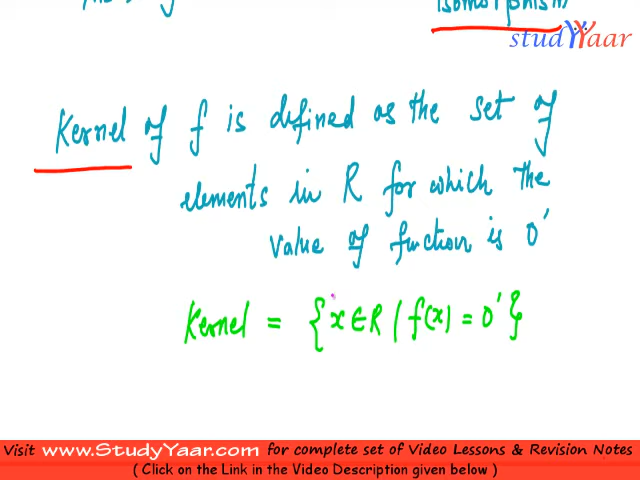 isomorphism
studYYaar
Kernel of f is defined as the set of
elements in R for which the
value of function is 0'
Kernel = {x ∈ R / f(x) = 0'}
Visit www.StudyYaar.com for complete set of Video Lessons & Revision Notes
( Click on the Link in the Video Description given below )